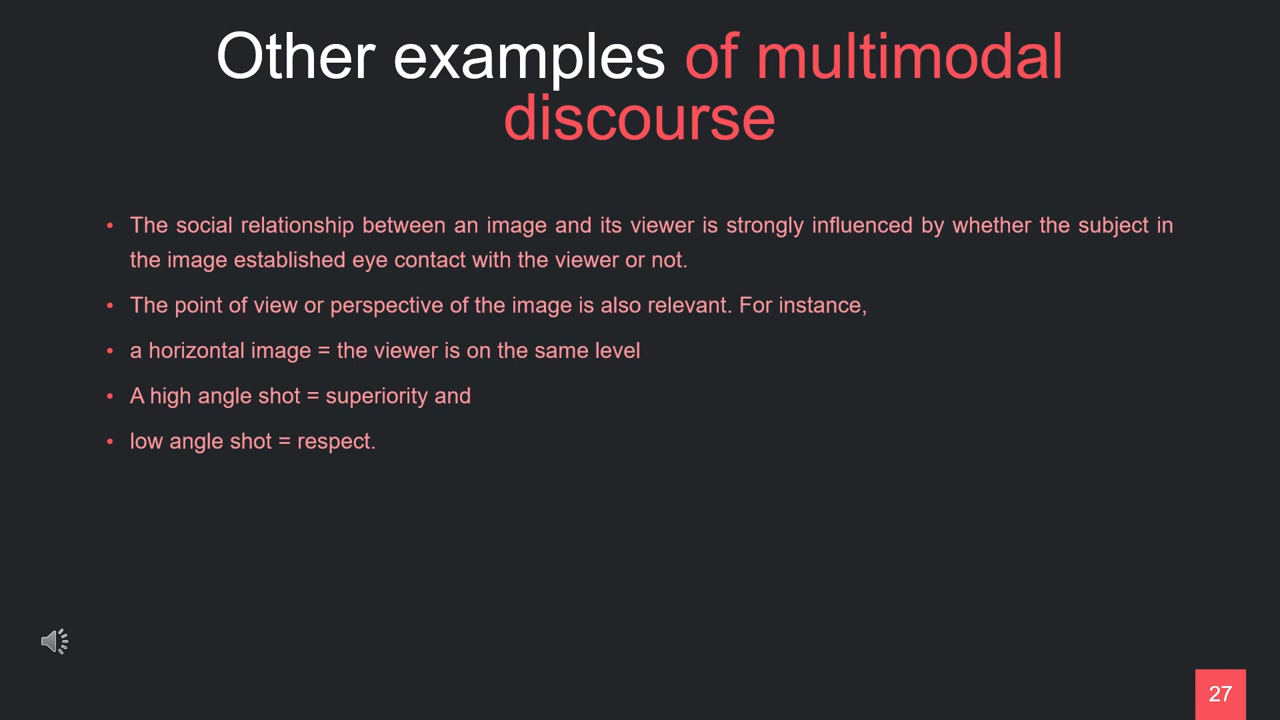 Other examples of multimodal
discourse
• The social relationship between an image and its viewer is strongly influenced by whether the subject in
the image established eye contact with the viewer or not.
• The point of view or perspective of the image is also relevant. For instance,
• a horizontal image = the viewer is on the same level
• A high angle shot = superiority and
• low angle shot = respect.
27